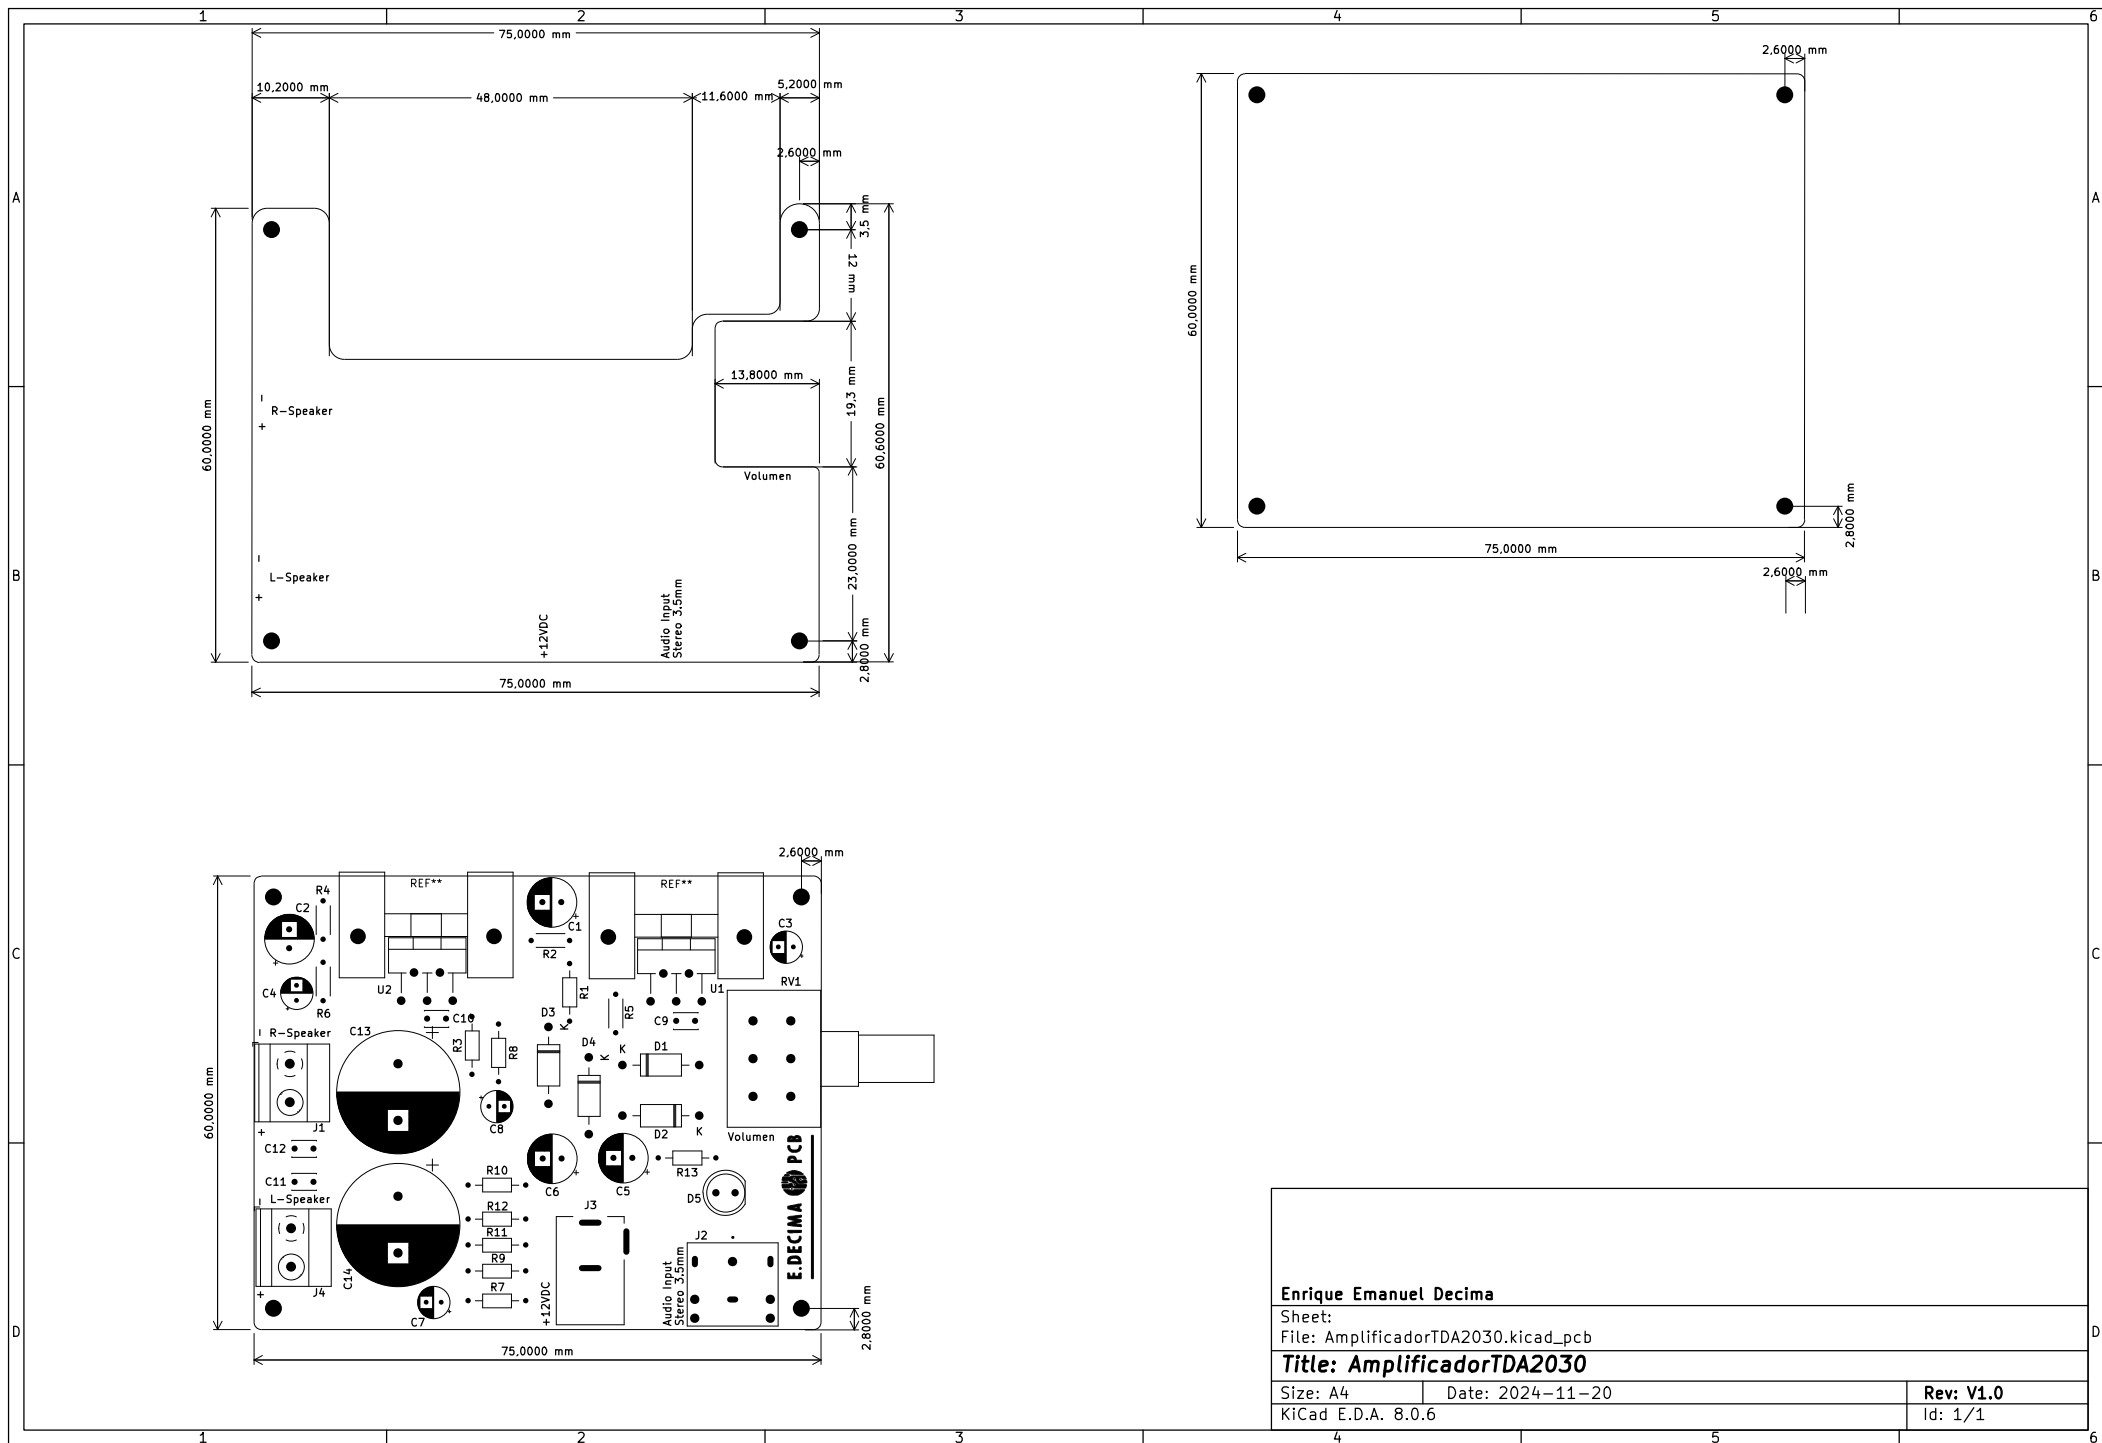 1 2 3 4 5 6
A
B
C
D
A
B
C
D
75,0000 mm
10,2000 mm
48,0000 mm
11,6000 mm
5,2000 mm
2,6000 mm
3,5 mm
12 mm
19,3 mm
13,8000 mm
60,0000 mm
60,6000 mm
-
R-Speaker
+
Volumen
-
L-Speaker
+
23,0000 mm
+12VDC
Audio Input
Stereo 3.5mm
2,8000 mm
75,0000 mm
2,6000 mm
60,0000 mm
2,8000 mm
75,0000 mm
2,6000 mm
2,6000 mm
REF**
REF**
R4
C2
C1
C3
R2
C4
R6
U2
U1
RV1
R1
R5
C10
C9
D3
K
D4
K
K
D1
-
R-Speaker
C13
+
R3
R8
60,0000 mm
C8
+
J1
D2
K
Volumen
C12
C11
+
R10
C6
C5
R13
D5
E.DECIMA PCB
-
L-Speaker
R12
R11
R9
R7
J3
J2
C14
+
J4
C7
+12VDC
Audio Input
Stereo 3.5mm
2,8000 mm
75,0000 mm
Enrique Emanuel Decima
Sheet:
File: AmplificadorTDA2030.kicad_pcb
Title: AmplificadorTDA2030
Size: A4 Date: 2024-11-20 Rev: V1.0
KiCad E.D.A. 8.0.6 Id: 1/1
1 2 3 4 5 6